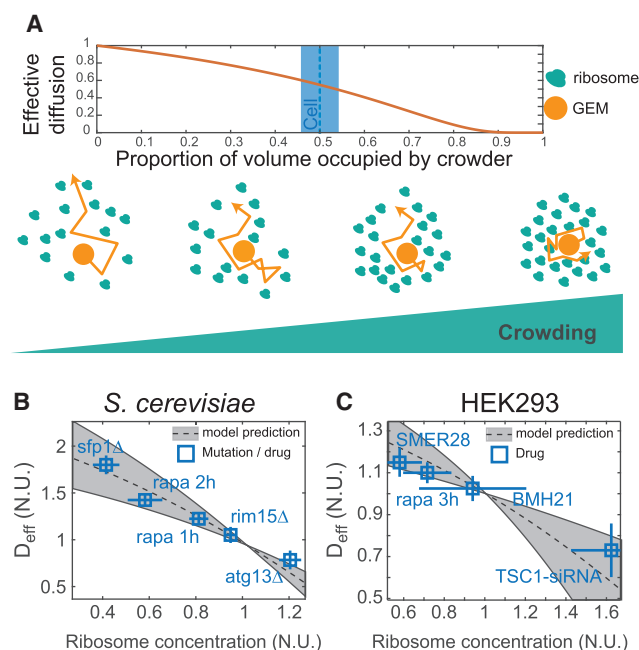 A
Effective
diffusion
1
0.8
0.6
0.4
0.2
0
Cell
0 0.1 0.2 0.3 0.4 0.5 0.6 0.7 0.8 0.9 1
Proportion of volume occupied by crowder
ribosome
GEM
Crowding
B
S. cerevisiae
Deff (N.U.)
2
1.5
1
0.5
model prediction
Mutation / drug
sfp1Δ
rapa 2h
rapa 1h
rim15Δ
atg13Δ
0.4 0.6 0.8 1 1.2
Ribosome concentration (N.U.)
C
HEK293
Deff (N.U.)
1.3
1.1
0.9
0.7
0.5
model prediction
Drug
SMER28
rapa 3h
BMH21
TSC1-siRNA
0.6 0.8 1 1.2 1.4 1.6
Ribosome concentration (N.U.)